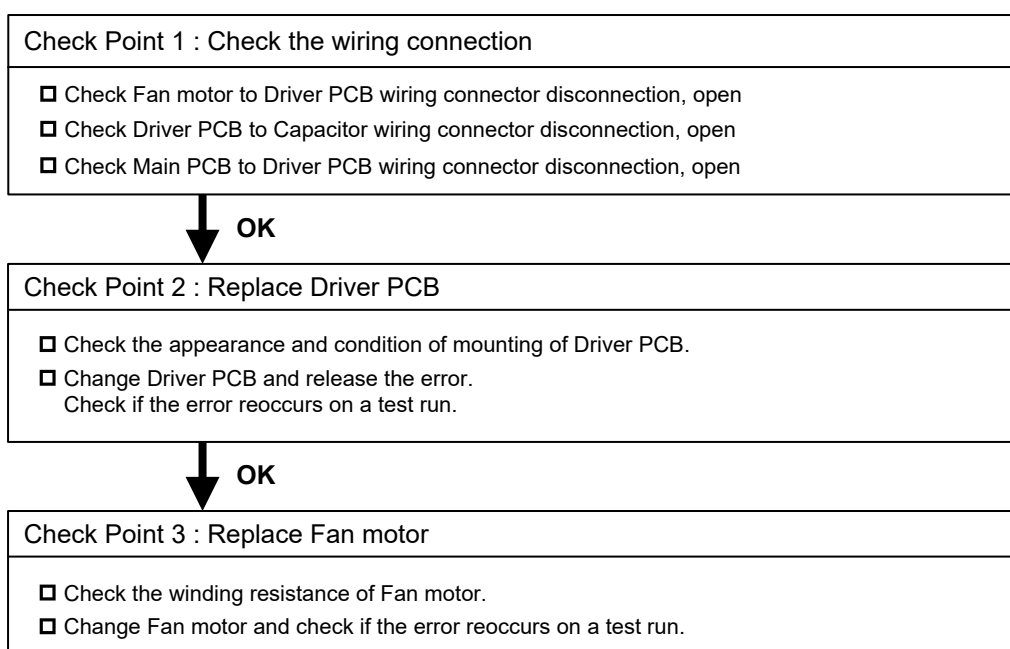 Check Point 1 : Check the wiring connection
Check Fan motor to Driver PCB wiring connector disconnection, open
Check Driver PCB to Capacitor wiring connector disconnection, open
Check Main PCB to Driver PCB wiring connector disconnection, open
OK
Check Point 2 : Replace Driver PCB
Check the appearance and condition of mounting of Driver PCB.
Change Driver PCB and release the error.
Check if the error reoccurs on a test run.
OK
Check Point 3 : Replace Fan motor
Check the winding resistance of Fan motor.
Change Fan motor and check if the error reoccurs on a test run.